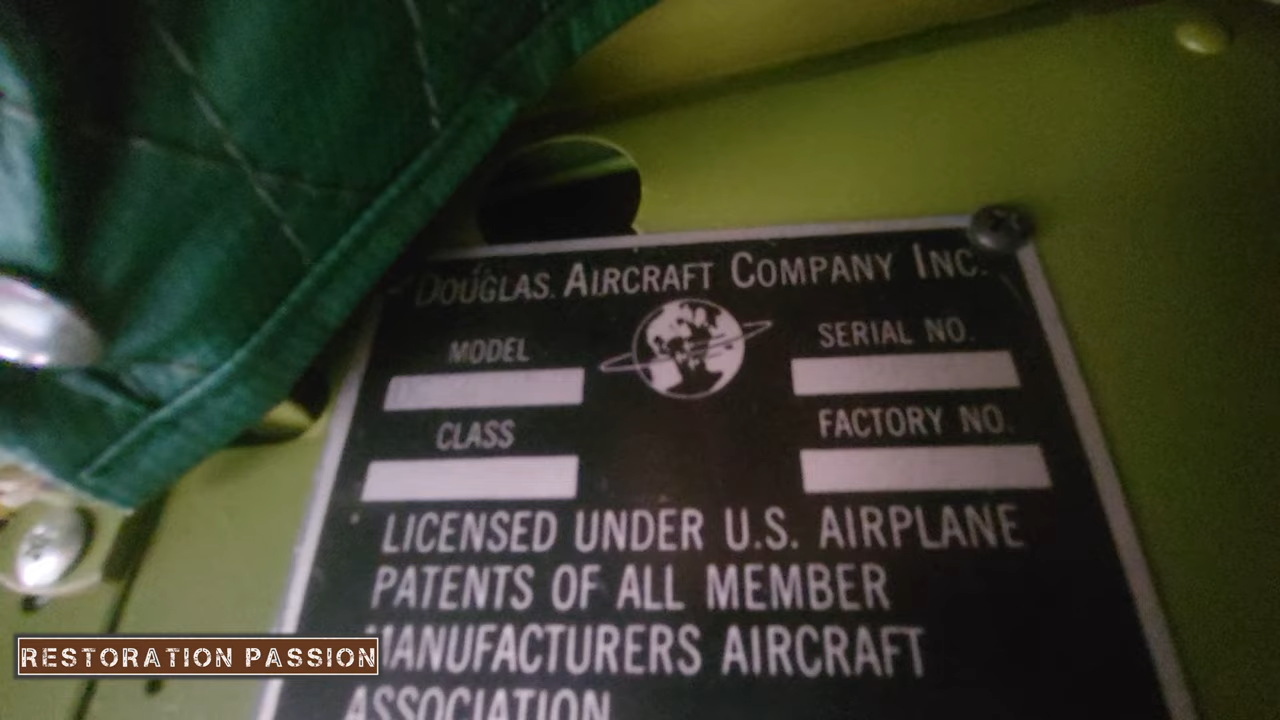 DOUGLAS AIRCRAFT COMPANY INC.
MODEL
SERIAL NO.
CLASS
FACTORY NO.
LICENSED UNDER U.S. AIRPLANE
PATENTS OF ALL MEMBER
MANUFACTURERS AIRCRAFT
ASSOCIATION
RESTORATION PASSION